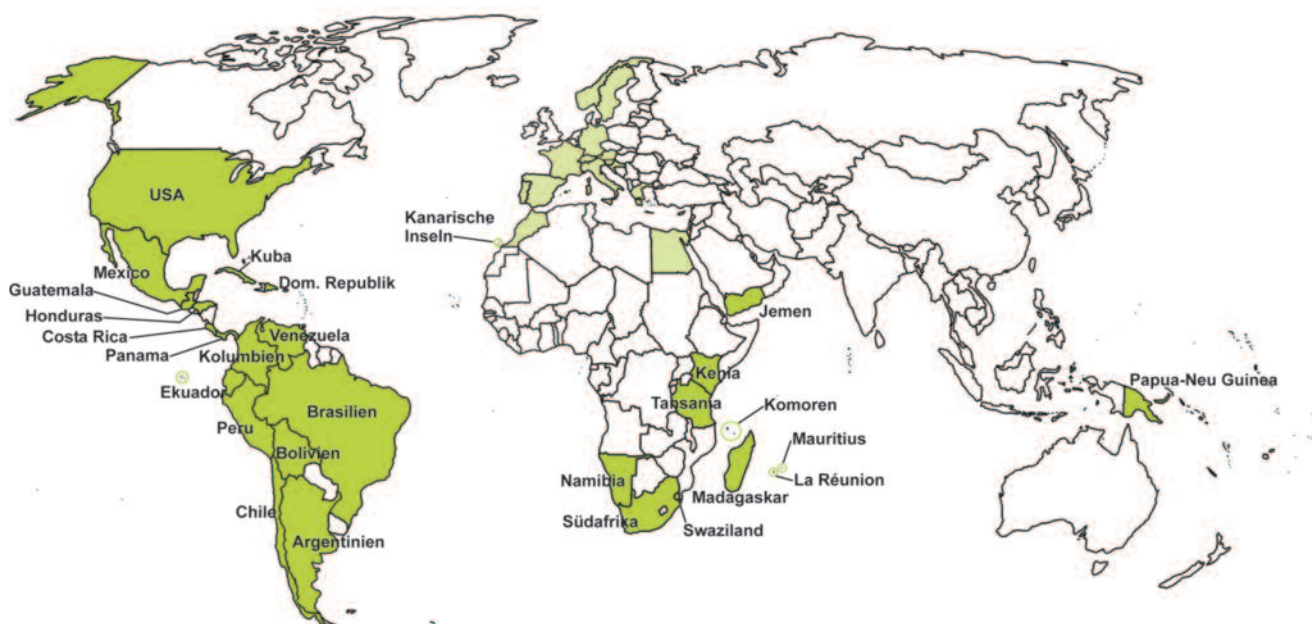 USA
Kanarische
Inseln
Kuba
Mexico
Dom. Republik
Guatemala
Honduras
Jemen
Costa Rica
Venezuela
Panama
Kolumbien
Kenia
Papua-Neu Guinea
Ekuador
Tansania
Komoren
Brasilien
Peru
Mauritius
Bolivien
La Réunion
Namibia
Madagaskar
Chile
Südafrika
Swaziland
Argentinien